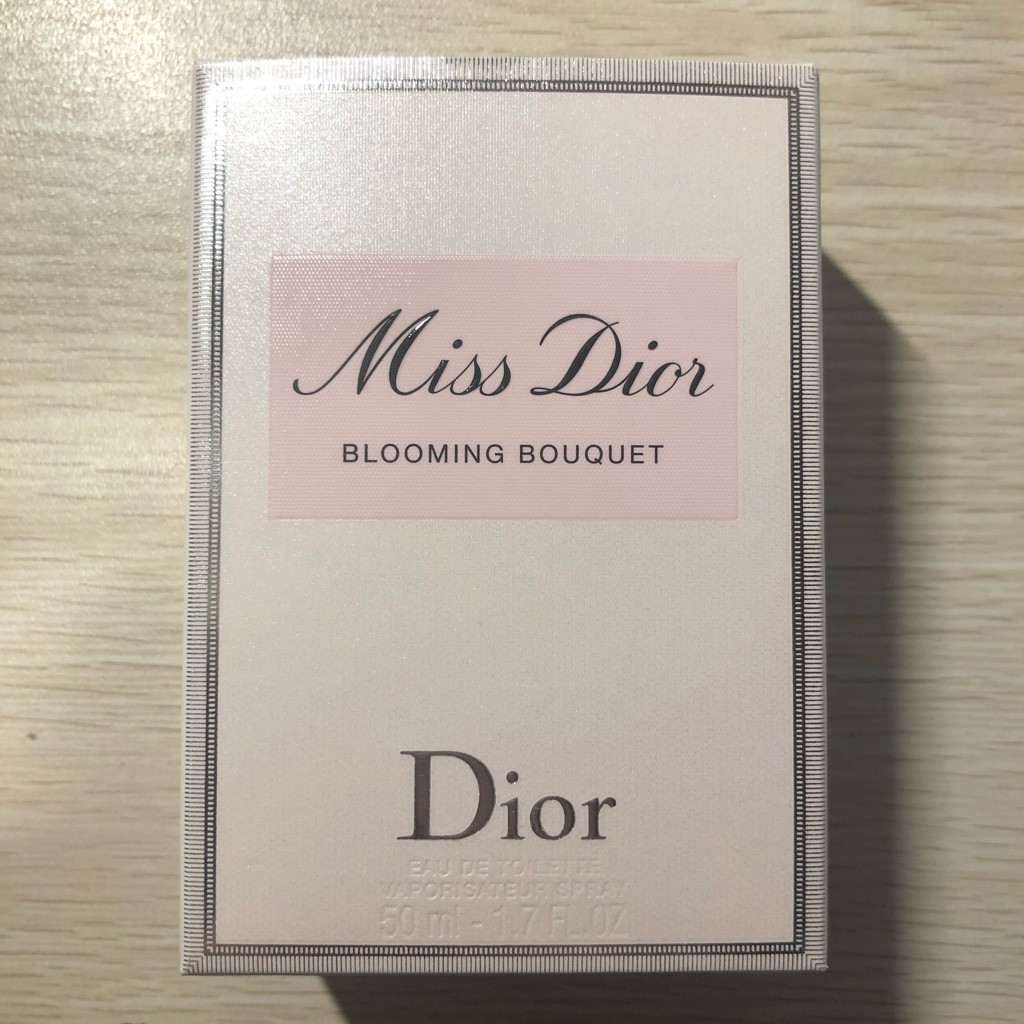 Miss Dior
BLOOMING BOUQUET
Dior
EAU DE TOILETTE
VAPORISATEUR SPRAY
50 ml - 1.7 FL.OZ